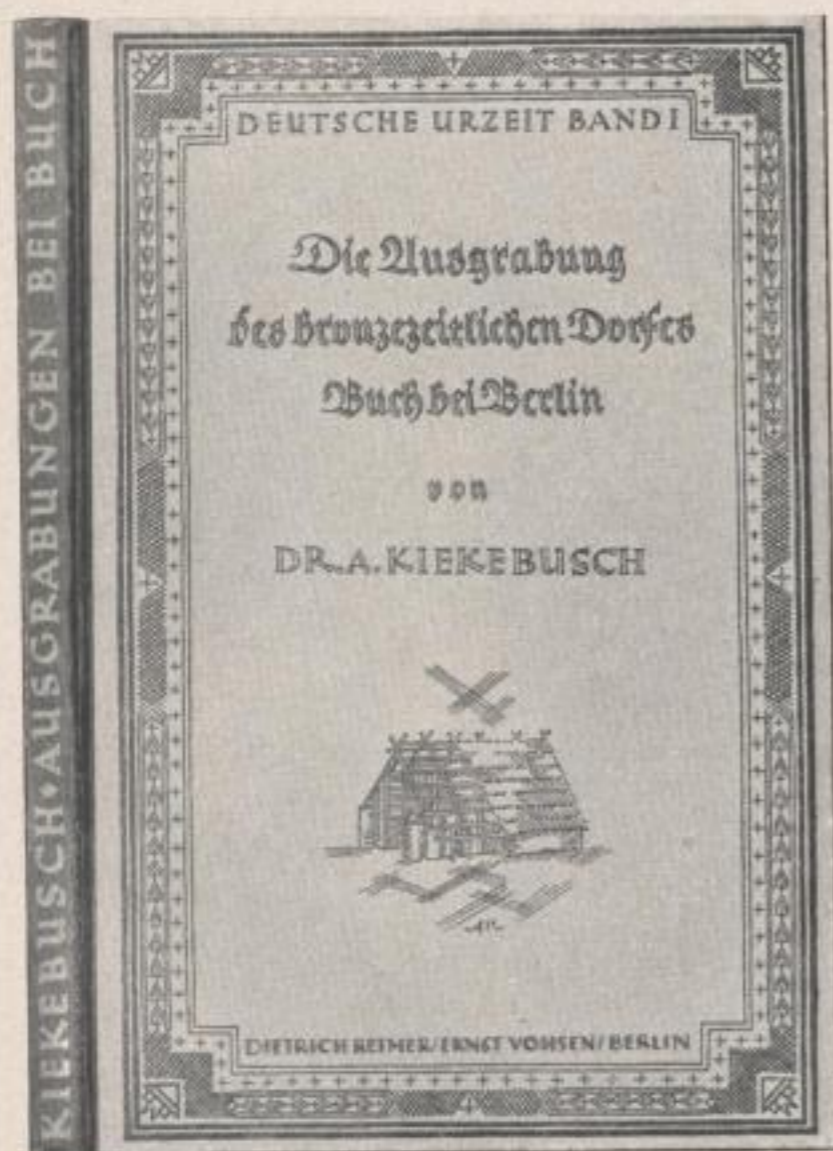 KIEKEBUSCH • AUSGRABUNGEN BEI BUCH
DEUTSCHE URZEIT BAND I
Die Ausgrabung
des bronzezeitlichen Dorfes
Buch bei Berlin
von
DR. A. KIEKEBUSCH
DIETRICH REIMER / ERNST VOHSEN / BERLIN